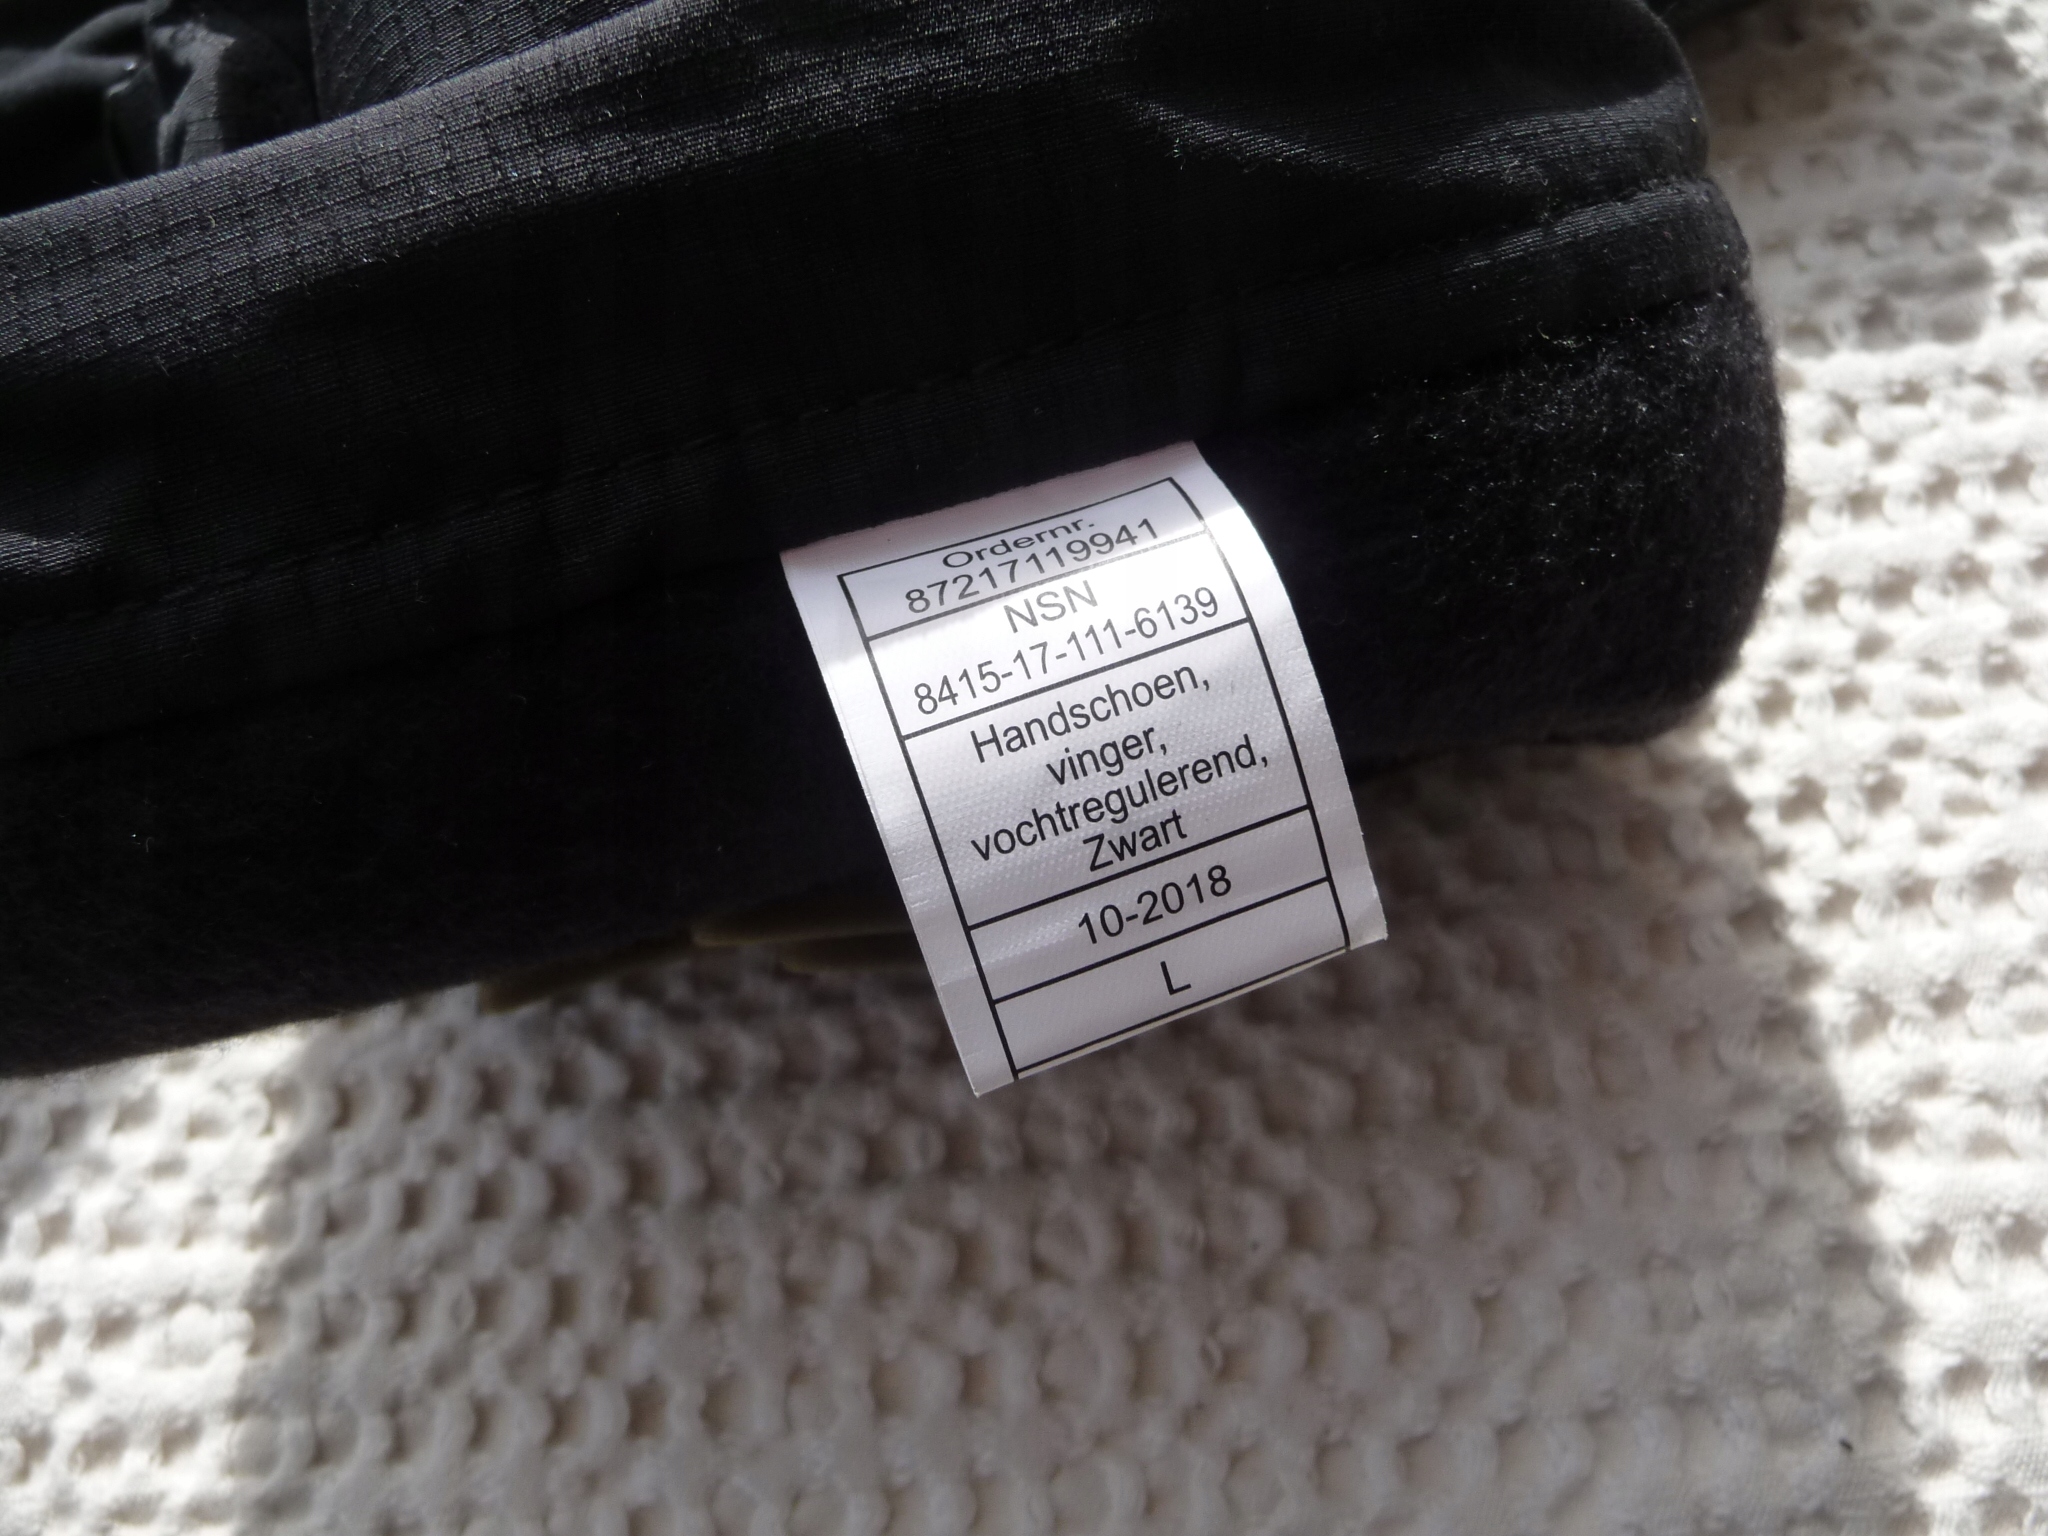 Ordernr.
87217119941
NSN
8415-17-111-6139
Handschoen,
vinger,
vochtregulerend,
Zwart
10-2018
L